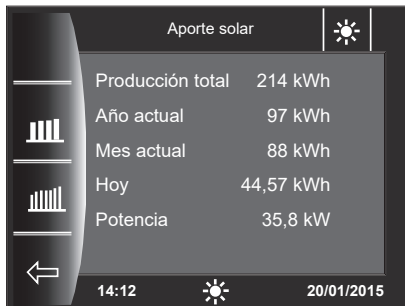 Aporte solar
Producción total 214 kWh
Año actual 97 kWh
Mes actual 88 kWh
Hoy 44,57 kWh
Potencia 35,8 kW
14:12 20/01/2015